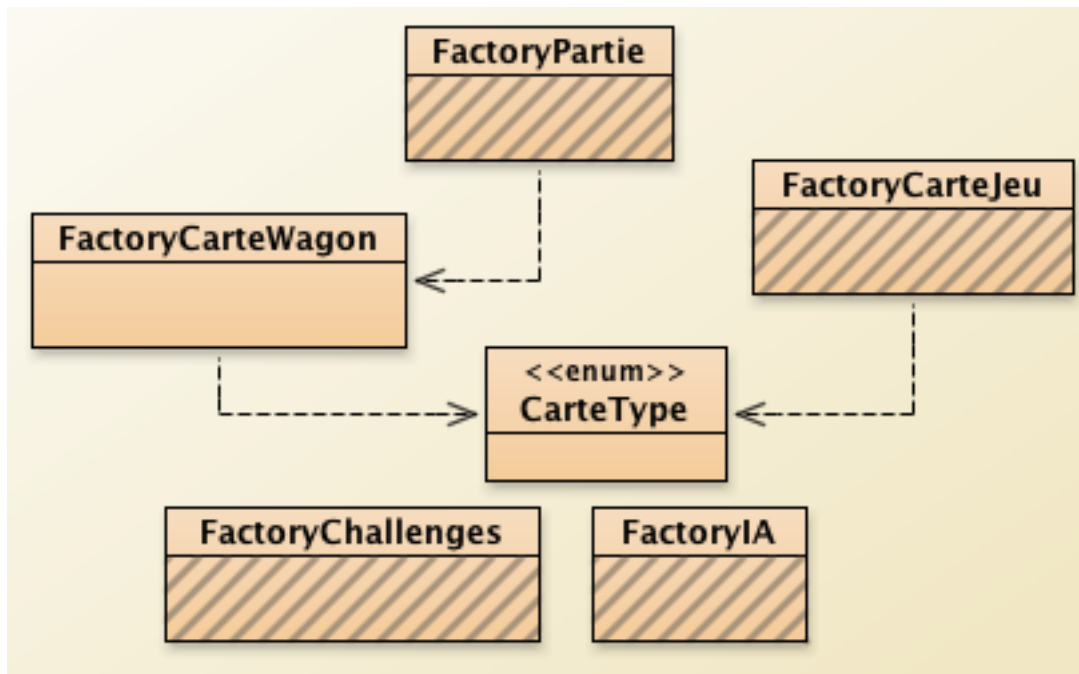 FactoryPartie
FactoryCarteJeu
FactoryCarteWagon
<<enum>>
CarteType
FactoryChallenges
FactoryIA